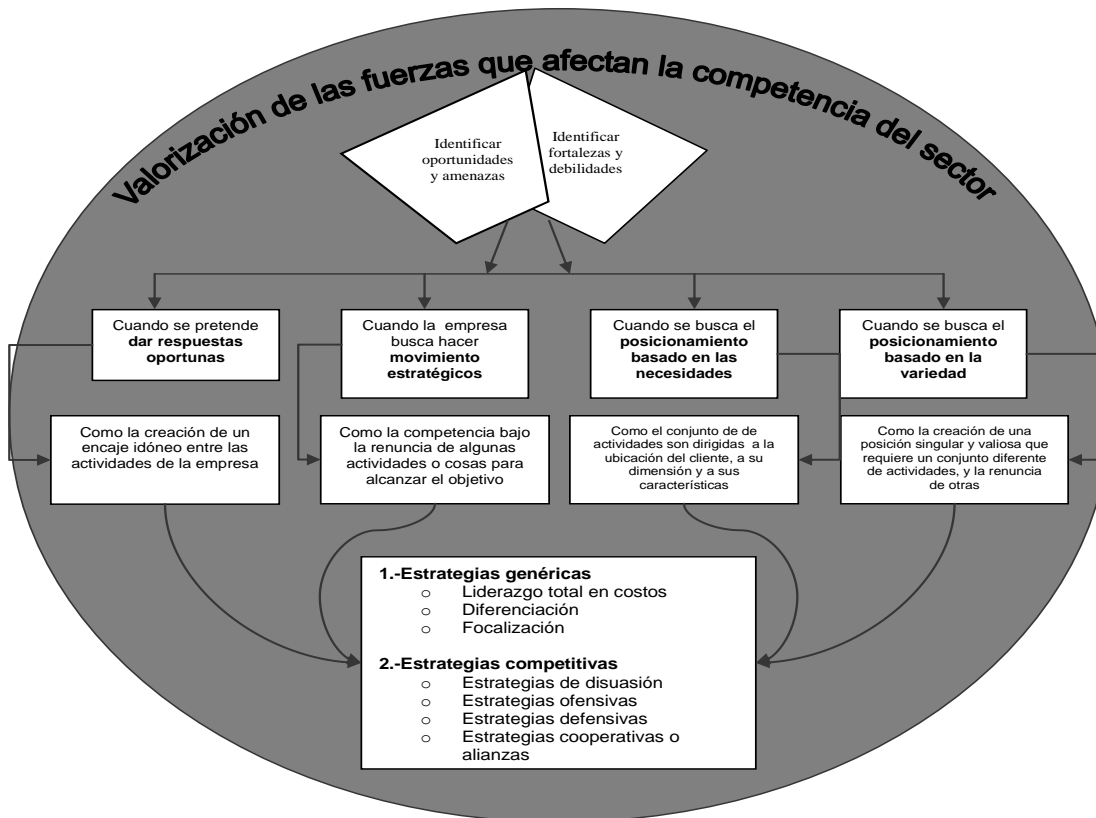 Valorización de las fuerzas que afectan la competencia del sector
Identificar
oportunidades
y amenazas
Identificar
fortalezas y
debilidades
Cuando se pretende
dar respuestas
oportunas
Cuando la empresa
busca hacer
movimiento
estratégicos
Cuando se busca el
posicionamiento
basado en las
necesidades
Cuando se busca el
posicionamiento
basado en la
variedad
Como la creación de un
encaje idóneo entre las
actividades de la empresa
Como la competencia bajo
la renuncia de algunas
actividades o cosas para
alcanzar el objetivo
Como el conjunto de de
actividades son dirigidas a la
ubicación del cliente, a su
dimensión y a sus
características
Como la creación de una
posición singular y valiosa que
requiere un conjunto diferente
de actividades, y la renuncia
de otras
1.-Estrategias genéricas
o Liderazgo total en costos
o Diferenciación
o Focalización
2.-Estrategias competitivas
o Estrategias de disuasión
o Estrategias ofensivas
o Estrategias defensivas
o Estrategias cooperativas o
alianzas